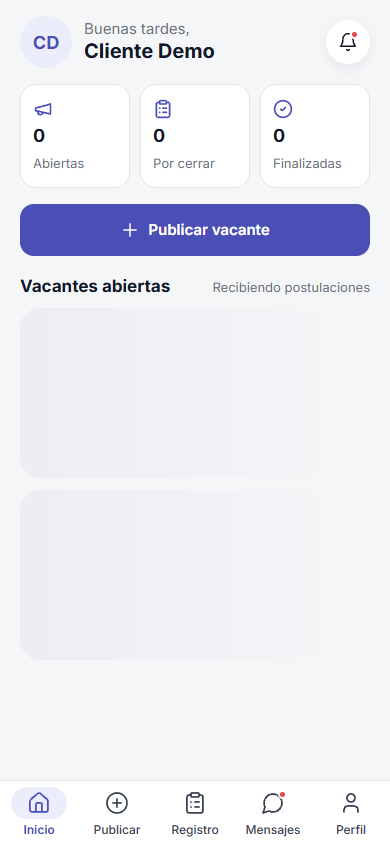 CD
Buenas tardes,
Cliente Demo
0
Abiertas
0
Por cerrar
0
Finalizadas
Publicar vacante
Vacantes abiertas
Recibiendo postulaciones
Inicio
Publicar
Registro
Mensajes
Perfil